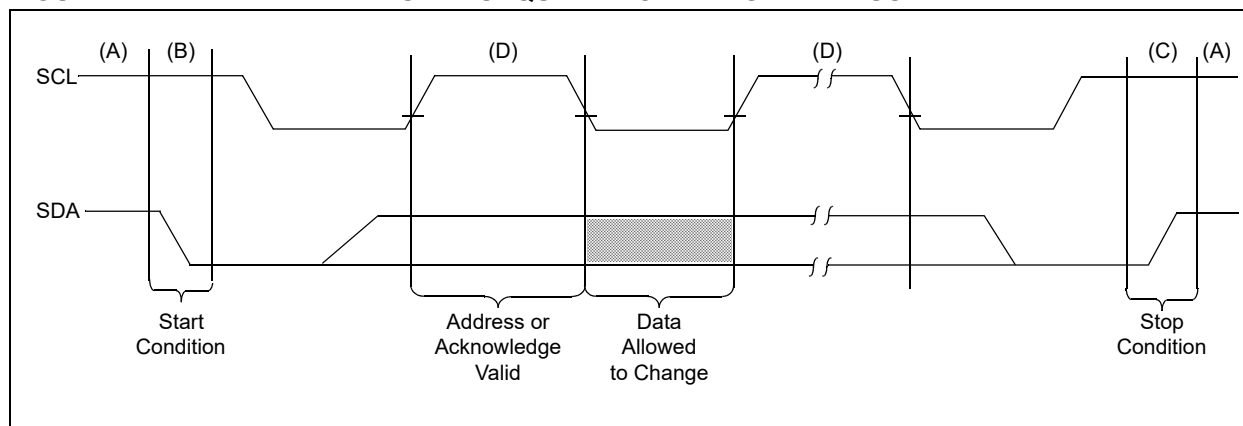 (A) (B) (D) (D) (C) (A)
SCL
SDA
Start
Condition
Address or
Acknowledge
Valid
Data
Allowed
to Change
Stop
Condition